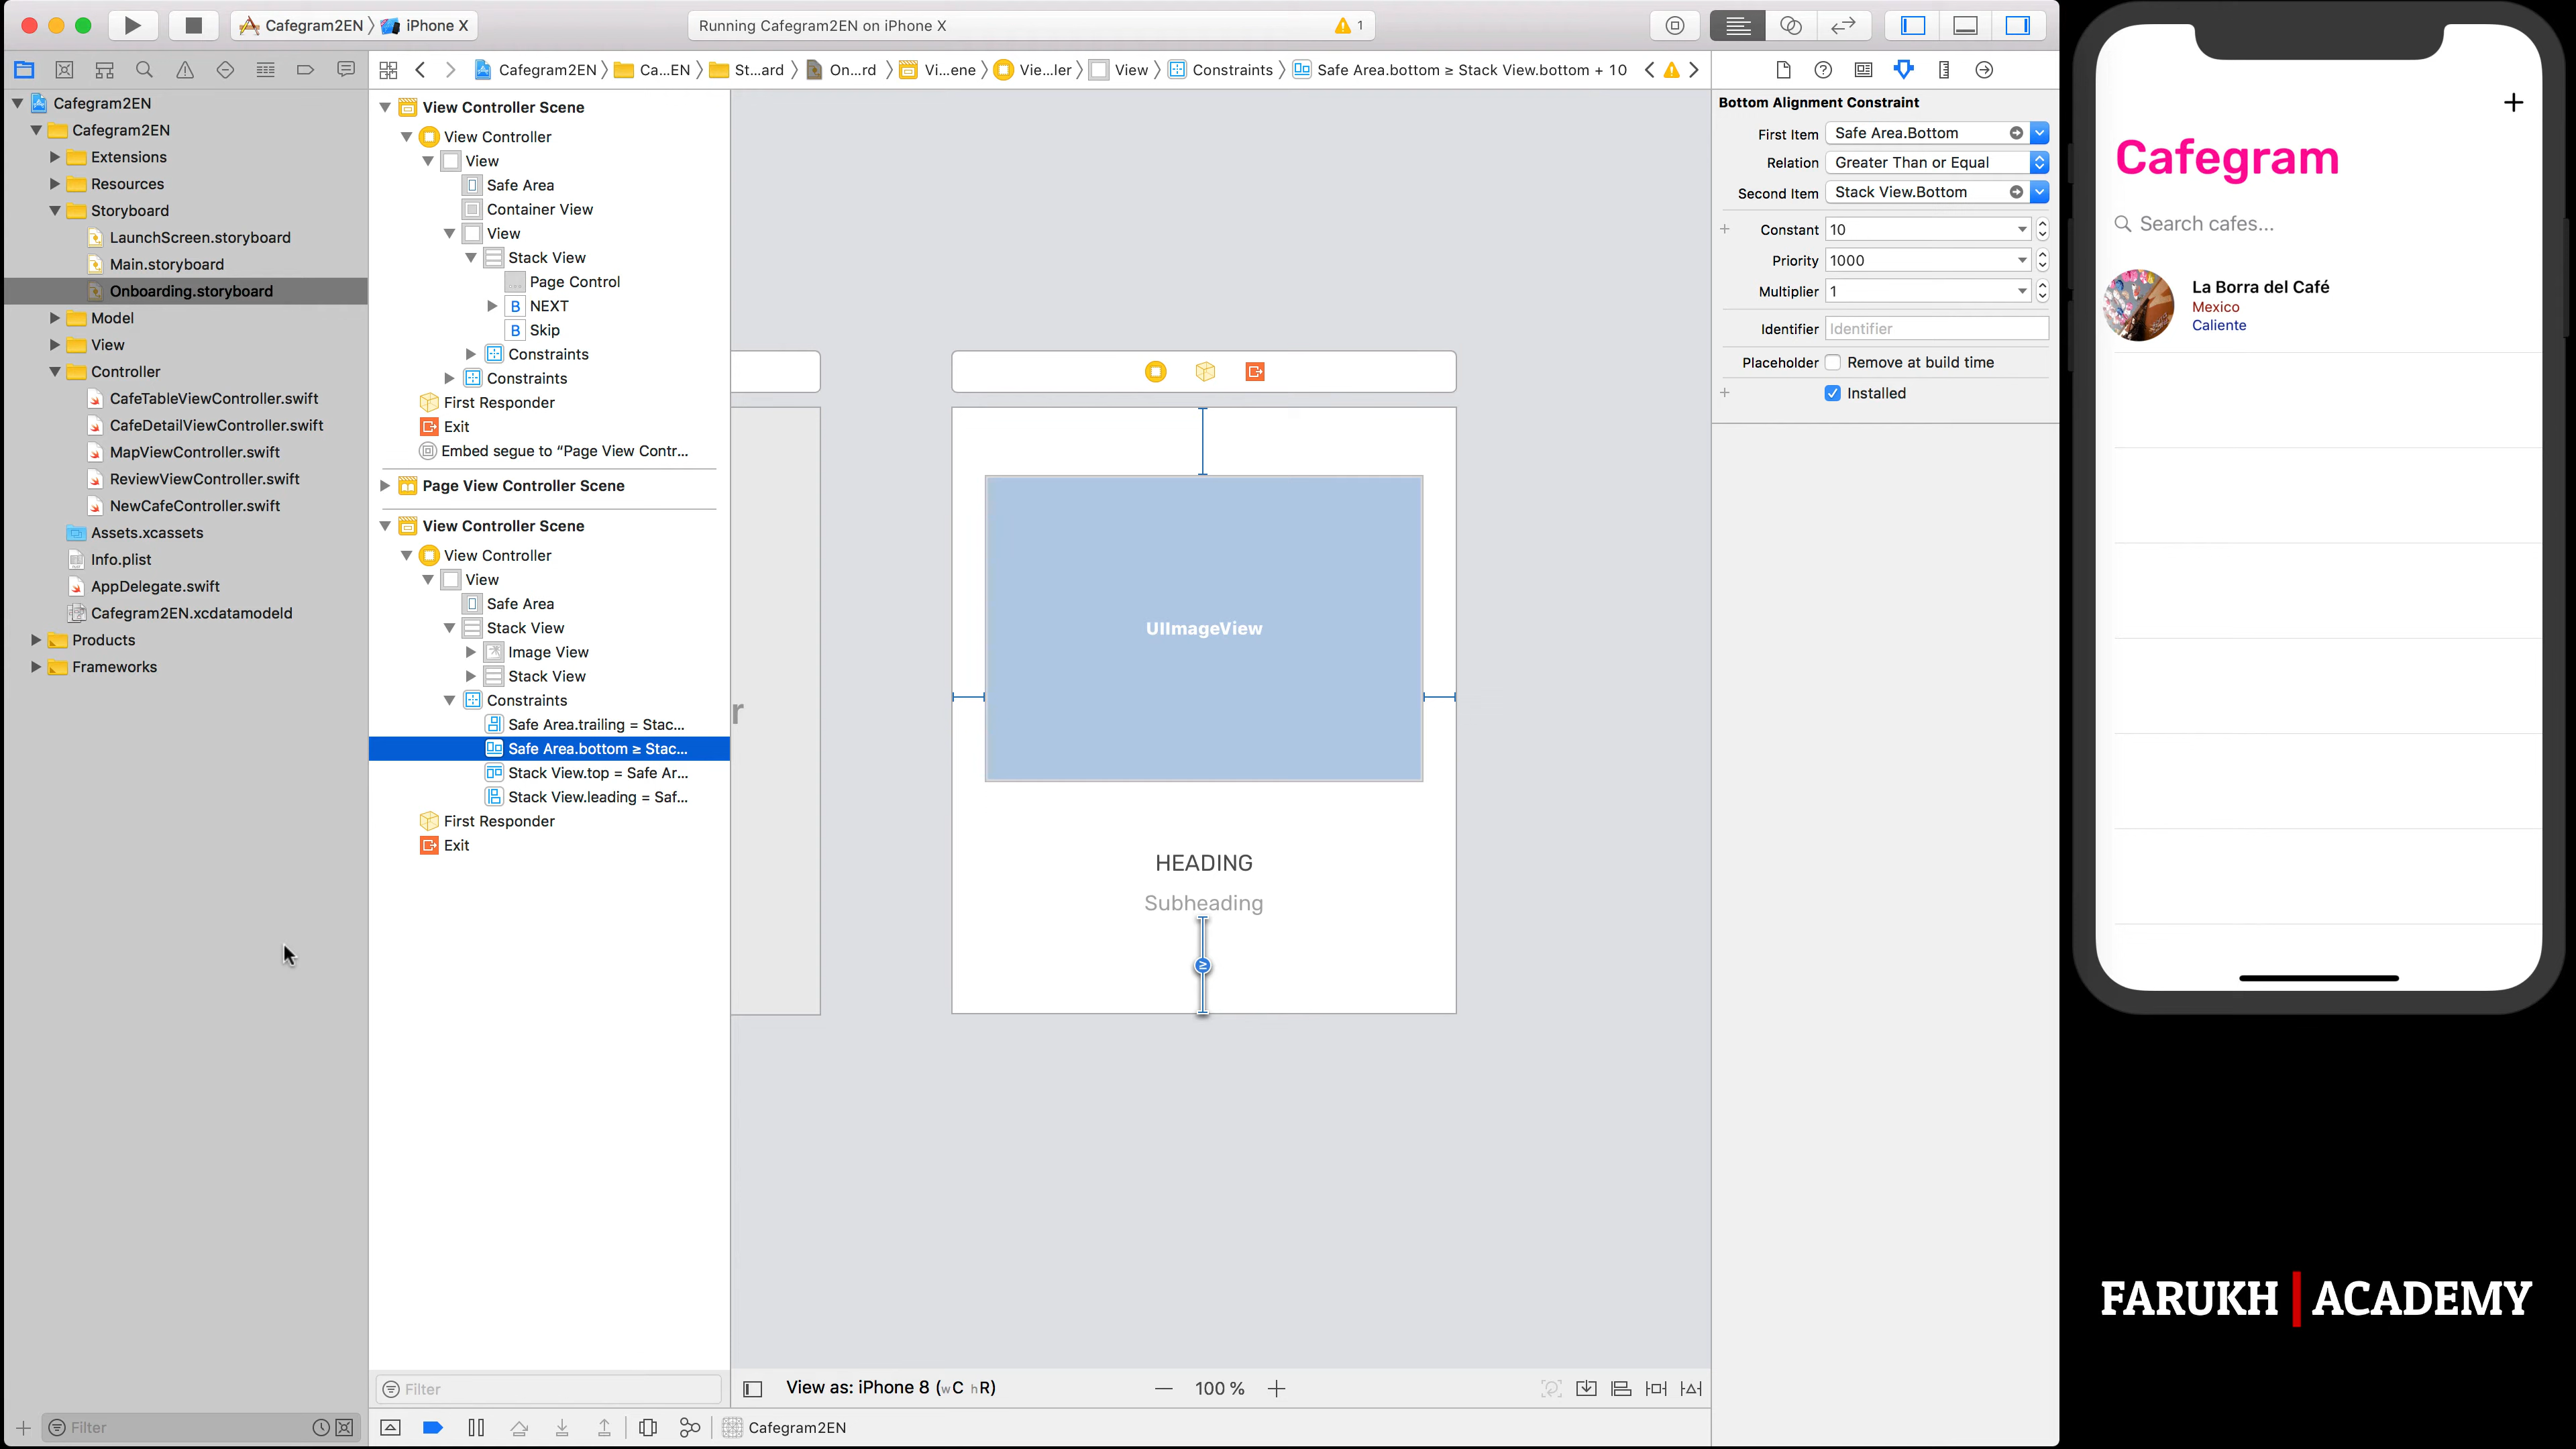 Cafegram2EN
iPhone X
Running Cafegram2EN on iPhone X
1
Cafegram2EN
Ca...EN
St...ard
On...rd
Vi...ene
Vie...ler
View
Constraints
Safe Area.bottom ≥ Stack View.bottom + 10
Cafegram2EN
Cafegram2EN
Extensions
Resources
Storyboard
LaunchScreen.storyboard
Main.storyboard
Onboarding.storyboard
Model
View
Controller
CafeTableViewController.swift
CafeDetailViewController.swift
MapViewController.swift
ReviewViewController.swift
NewCafeController.swift
Assets.xcassets
Info.plist
AppDelegate.swift
Cafegram2EN.xcdatamodeld
Products
Frameworks
Filter
View Controller Scene
View Controller
View
Safe Area
Container View
View
Stack View
Page Control
B NEXT
B Skip
Constraints
Constraints
First Responder
Exit
Embed segue to “Page View Contr...
Page View Controller Scene
View Controller Scene
View Controller
View
Safe Area
Stack View
Image View
Stack View
Constraints
Safe Area.trailing = Stac...
Safe Area.bottom ≥ Stac...
Stack View.top = Safe Ar...
Stack View.leading = Saf...
First Responder
Exit
Filter
r
UIImageView
HEADING
Subheading
≥
View as: iPhone 8 (wC hR)
100 %
Cafegram2EN
Bottom Alignment Constraint
First Item Safe Area.Bottom
Relation Greater Than or Equal
Second Item Stack View.Bottom
Constant 10
Priority 1000
Multiplier 1
Identifier Identifier
Placeholder Remove at build time
Installed
Cafegram
Search cafes...
La Borra del Café
Mexico
Caliente
FARUKH | ACADEMY